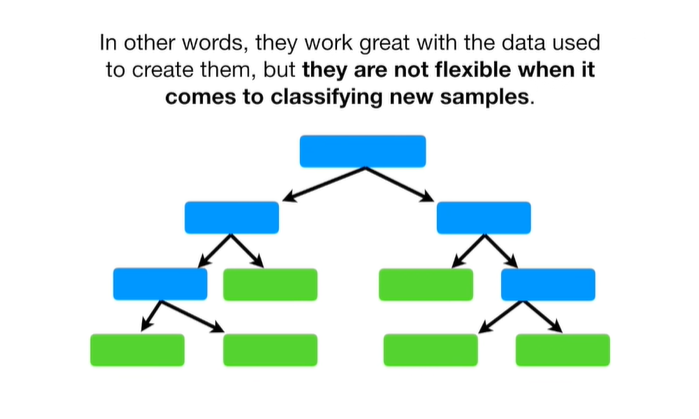 In other words, they work great with the data used
to create them, but they are not flexible when it
comes to classifying new samples.